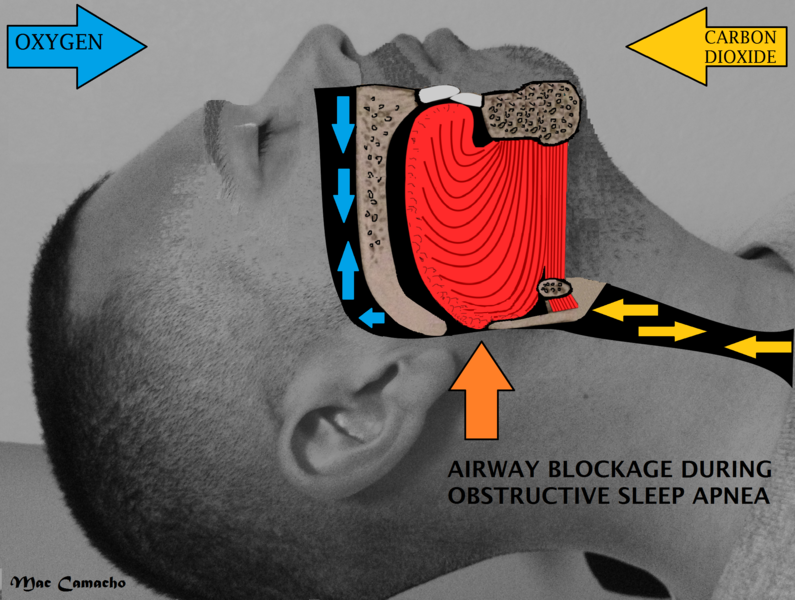 OXYGEN
CARBON
DIOXIDE
AIRWAY BLOCKAGE DURING
OBSTRUCTIVE SLEEP APNEA
Mac Camacho